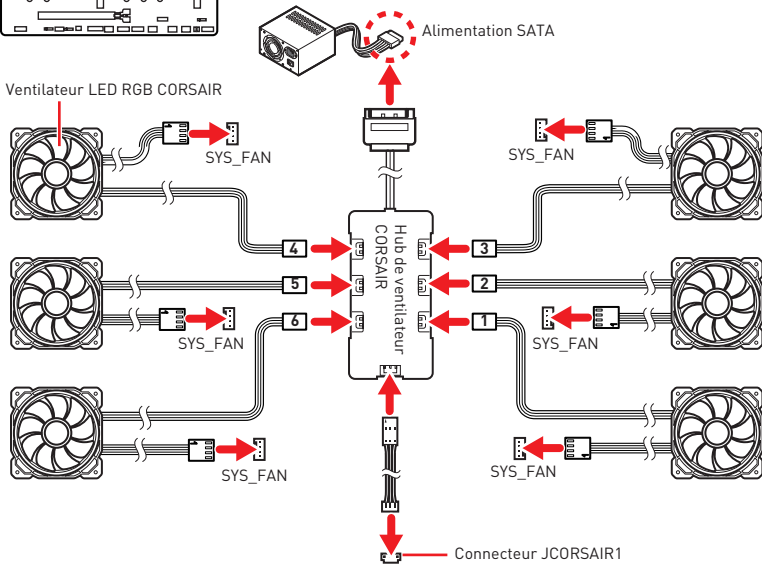 Alimentation SATA
Ventilateur LED RGB CORSAIR
SYS_FAN
SYS_FAN
4
3
Hub de ventilateur
CORSAIR
5
2
6
1
SYS_FAN
SYS_FAN
SYS_FAN
SYS_FAN
Connecteur JCORSAIR1